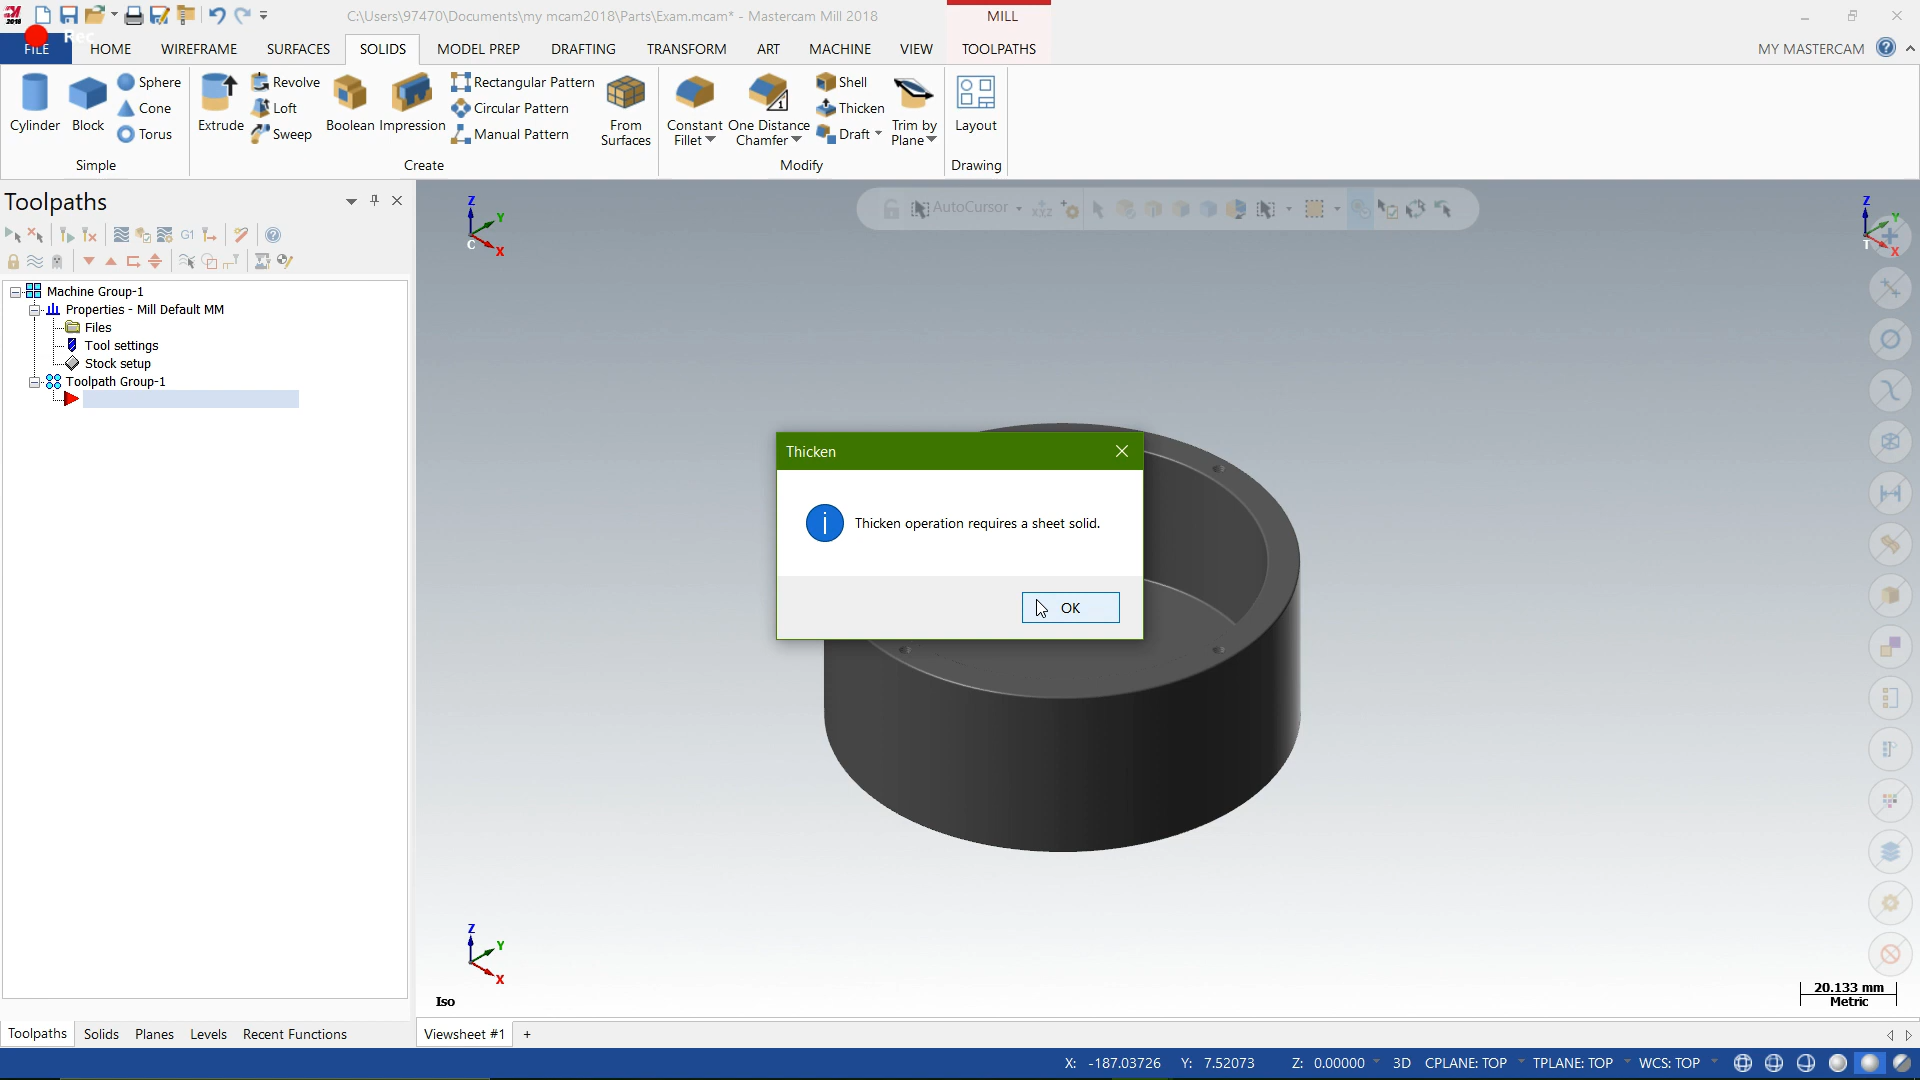 C:\Users\97470\Documents\my mcam2018\Parts\Exam.mcam* - Mastercam Mill 2018
MILL
Rec
FILE HOME WIREFRAME SURFACES SOLIDS MODEL PREP DRAFTING TRANSFORM ART MACHINE VIEW TOOLPATHS MY MASTERCAM
Cylinder
Block
Sphere
Cone
Torus
Simple
Extrude
Revolve
Loft
Sweep
Boolean
Impression
Rectangular Pattern
Circular Pattern
Manual Pattern
From
Surfaces
Create
Constant
Fillet
One Distance
Chamfer
Shell
Thicken
Draft
Trim by
Plane
Modify
Layout
Drawing
Toolpaths
G1
Machine Group-1
Properties - Mill Default MM
Files
Tool settings
Stock setup
Toolpath Group-1
AutoCursor
Z
Y
X
C
Z
Y
X
T
Thicken
Thicken operation requires a sheet solid.
OK
Z
Y
X
Iso
20.133 mm
Metric
Toolpaths Solids Planes Levels Recent Functions
Viewsheet #1 +
X: -187.03726 Y: 7.52073 Z: 0.00000 3D CPLANE: TOP TPLANE: TOP WCS: TOP